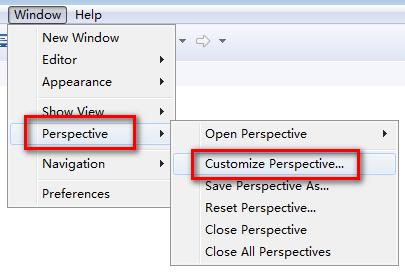 Window Help
New Window
Editor
Appearance
Show View
Perspective
Navigation
Preferences
Open Perspective
Customize Perspective...
Save Perspective As...
Reset Perspective...
Close Perspective
Close All Perspectives